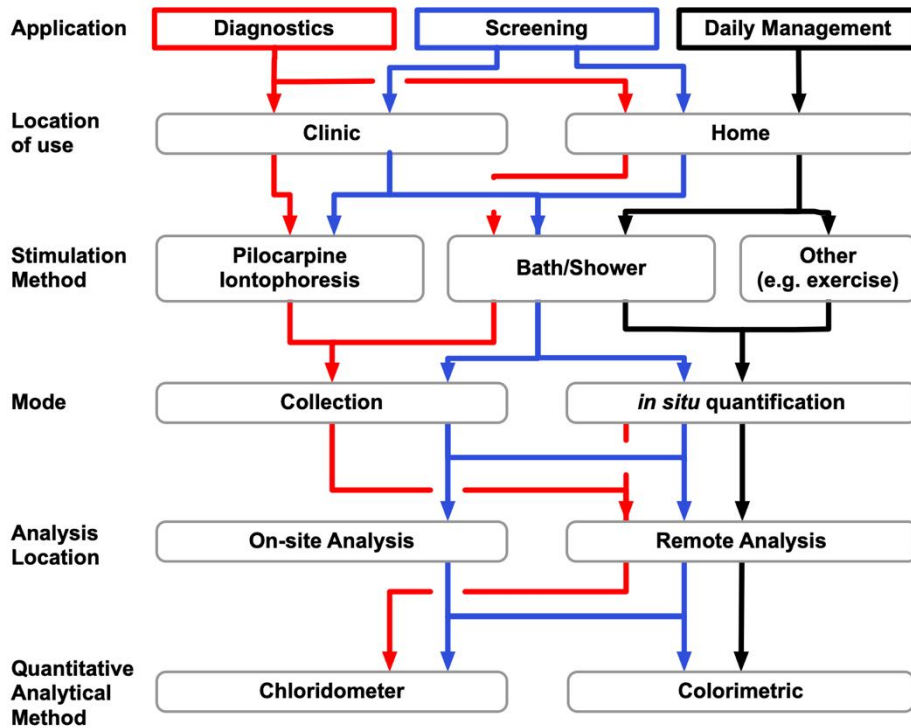 Application
Diagnostics
Screening
Daily Management
Location
of use
Clinic
Home
Stimulation
Method
Pilocarpine
Iontophoresis
Bath/Shower
Other
(e.g. exercise)
Mode
Collection
in situ quantification
Analysis
Location
On-site Analysis
Remote Analysis
Quantitative
Analytical
Method
Chloridometer
Colorimetric